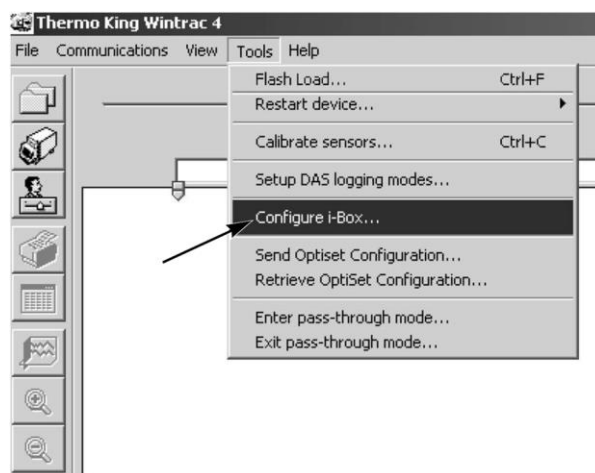 Thermo King Wintrac 4
File Communications View Tools Help
Flash Load... Ctrl+F
Restart device...
Calibrate sensors... Ctrl+C
Setup DAS logging modes...
Configure i-Box...
Send Optiset Configuration...
Retrieve OptiSet Configuration...
Enter pass-through mode...
Exit pass-through mode...